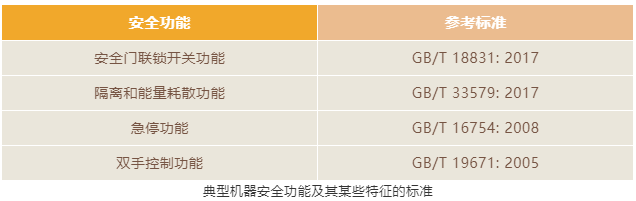 安全功能 参考标准
安全门联锁开关功能 GB/T 18831: 2017
隔离和能量耗散功能 GB/T 33579: 2017
急停功能 GB/T 16754: 2008
双手控制功能 GB/T 19671: 2005
典型机器安全功能及其某些特征的标准